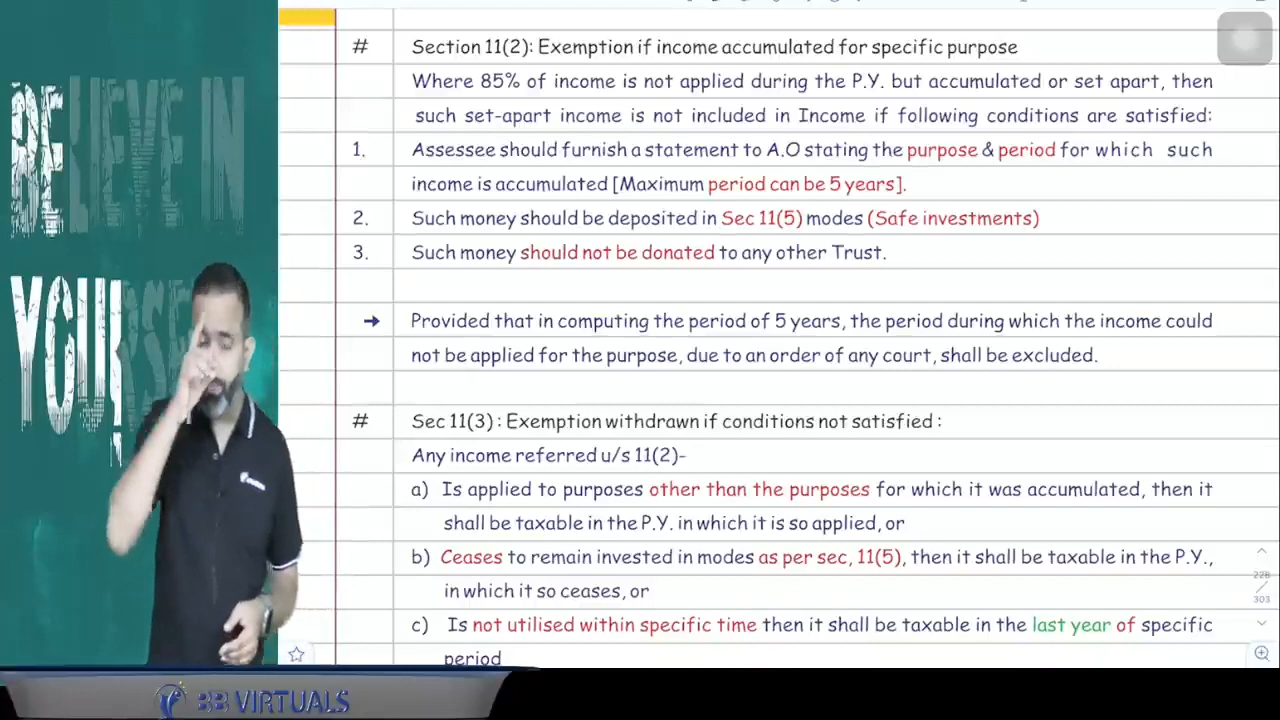 BELIEVE IN
YOURSE
# Section 11(2): Exemption if income accumulated for specific purpose
Where 85% of income is not applied during the P.Y. but accumulated or set apart, then
such set-apart income is not included in Income if following conditions are satisfied:
1. Assessee should furnish a statement to A.O stating the purpose & period for which such
income is accumulated [Maximum period can be 5 years].
2. Such money should be deposited in Sec 11(5) modes (Safe investments)
3. Such money should not be donated to any other Trust.
➔ Provided that in computing the period of 5 years, the period during which the income could
not be applied for the purpose, due to an order of any court, shall be excluded.
# Sec 11(3) : Exemption withdrawn if conditions not satisfied :
Any income referred u/s 11(2)-
a) Is applied to purposes other than the purposes for which it was accumulated, then it
shall be taxable in the P.Y. in which it is so applied, or
b) Ceases to remain invested in modes as per sec, 11(5), then it shall be taxable in the P.Y.,
in which it so ceases, or
c) Is not utilised within specific time then it shall be taxable in the last year of specific
period
228
/
303
BB VIRTUALS